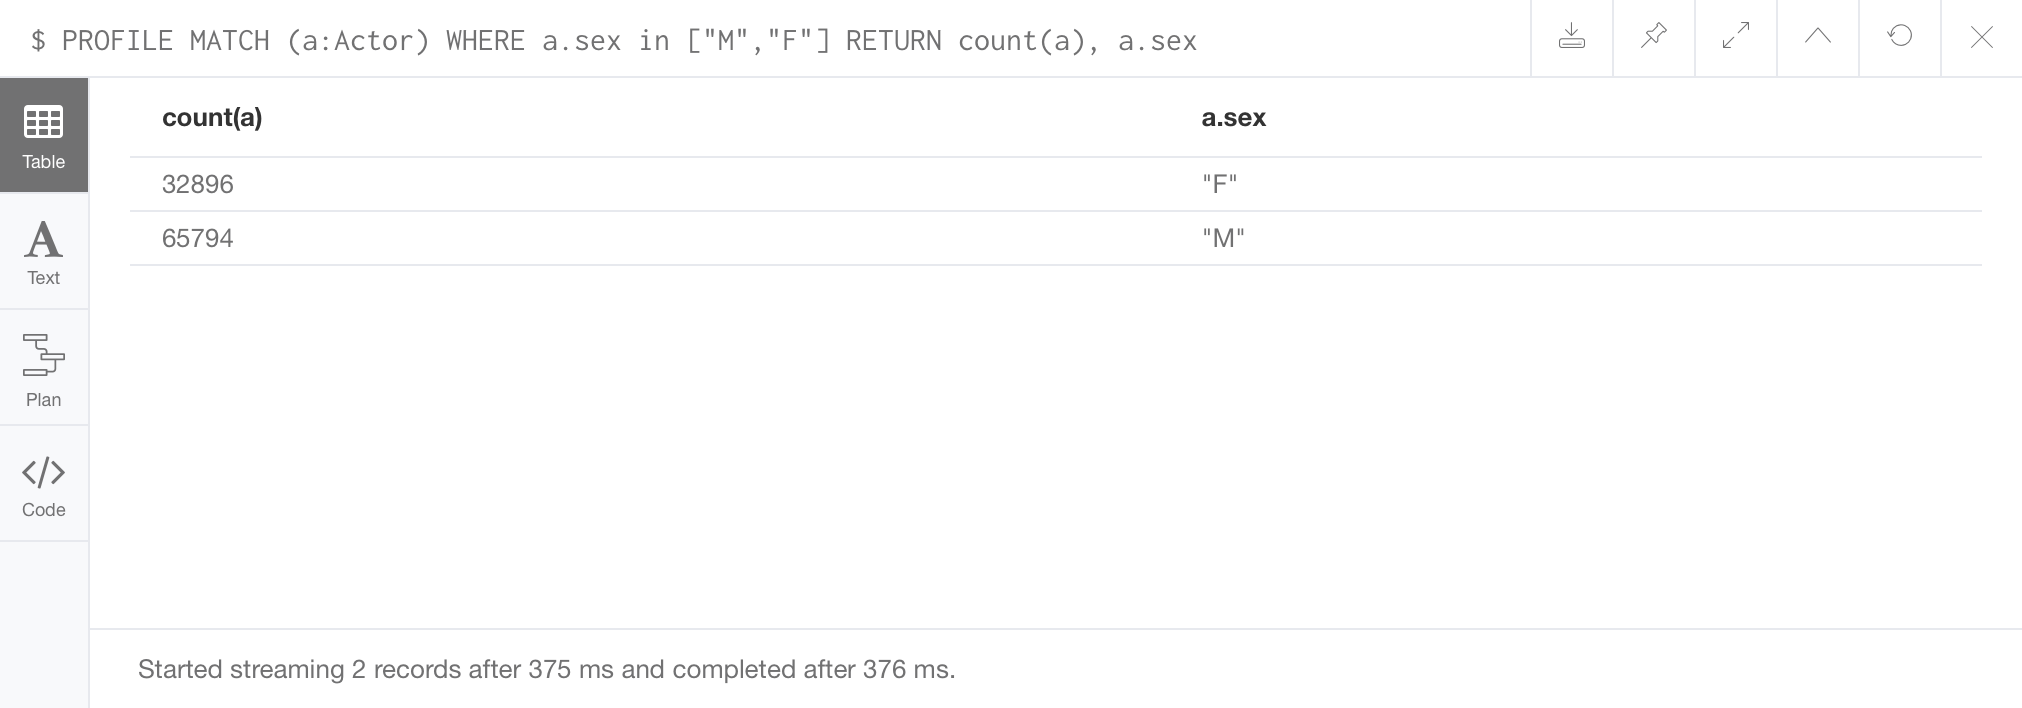 $ PROFILE MATCH (a:Actor) WHERE a.sex in ["M","F"] RETURN count(a), a.sex
Table
count(a) a.sex
32896 "F"
65794 "M"
A
Text
Plan
</>
Code
Started streaming 2 records after 375 ms and completed after 376 ms.